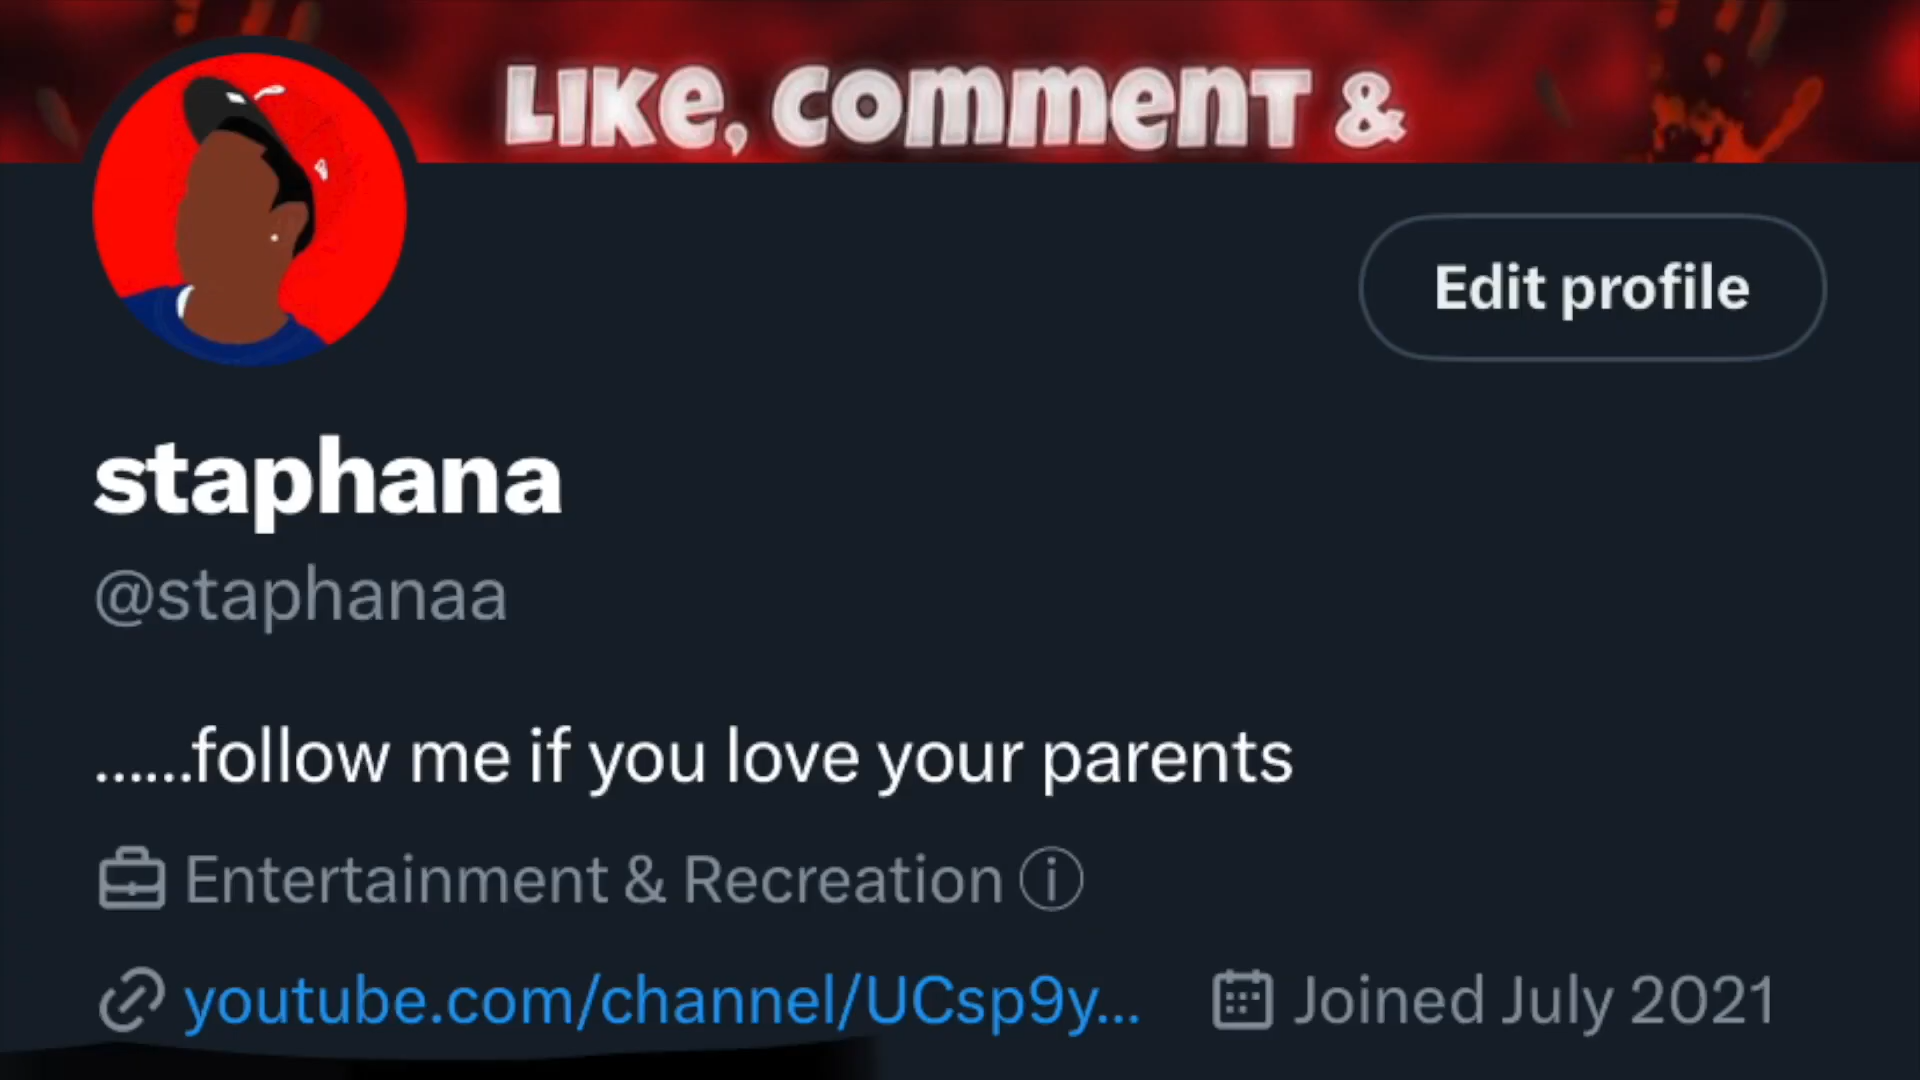 LIKE, COMMENT &
Edit profile
staphana
@staphanaa
......follow me if you love your parents
Entertainment & Recreation
youtube.com/channel/UCsp9y...
Joined July 2021